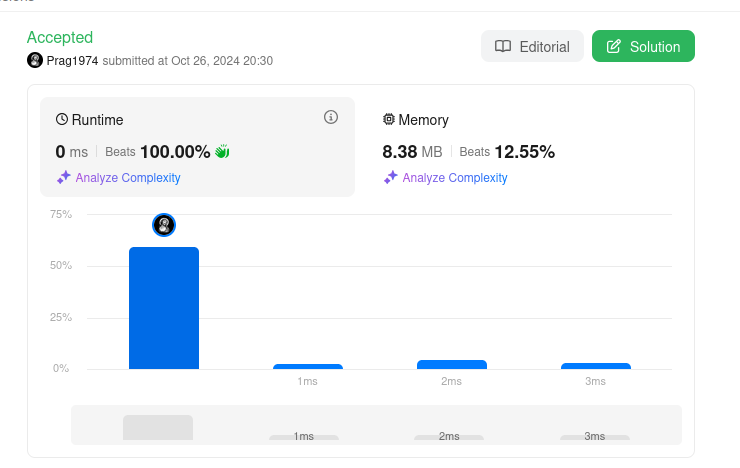 Accepted
Editorial
Solution
Prag1974 submitted at Oct 26, 2024 20:30
Runtime
Memory
0 ms | Beats 100.00%
8.38 MB | Beats 12.55%
Analyze Complexity
Analyze Complexity
75%
50%
25%
0%
1ms 2ms 3ms
1ms 2ms 3ms